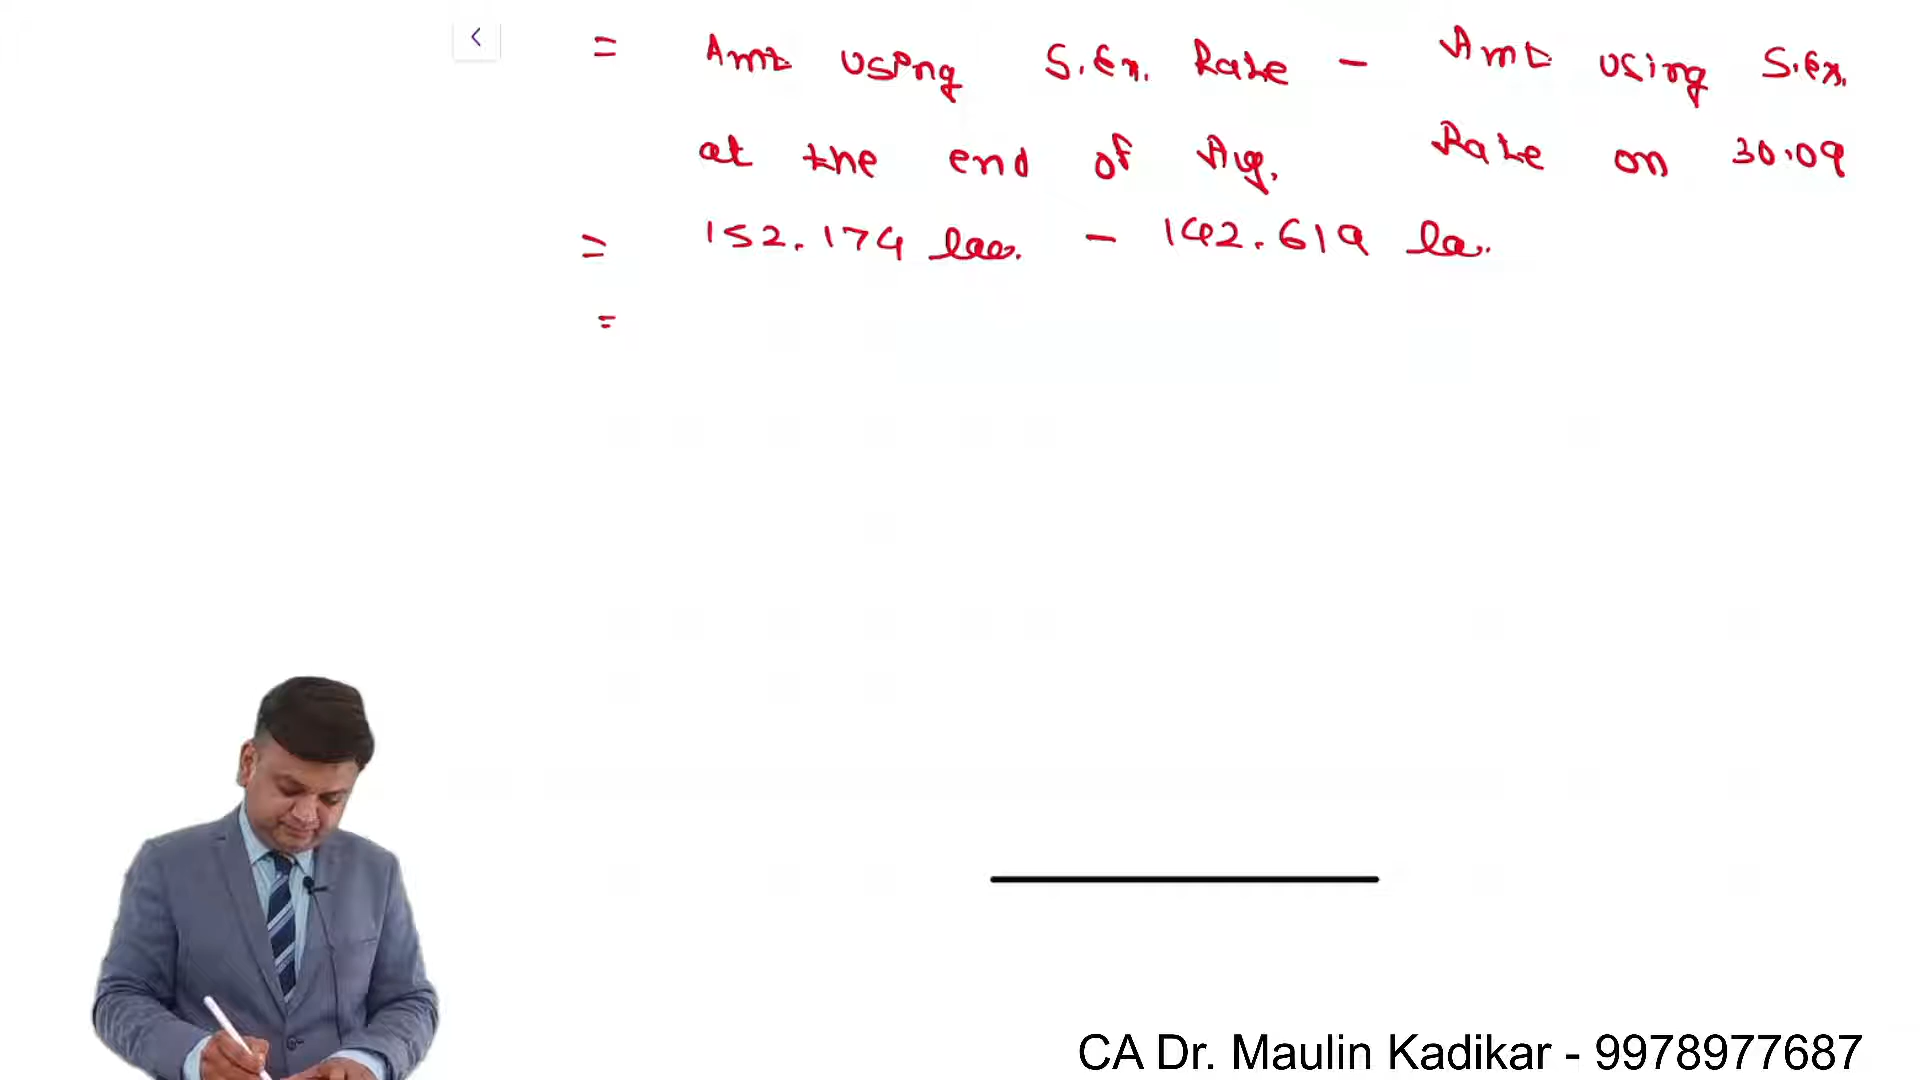 = Amt using S.Ex. Rate - Amt using S.Ex.
at the end of Aug. Rate on 30.09
= 152.174 lac. - 142.619 la.
=
CA Dr. Maulin Kadikar - 9978977687